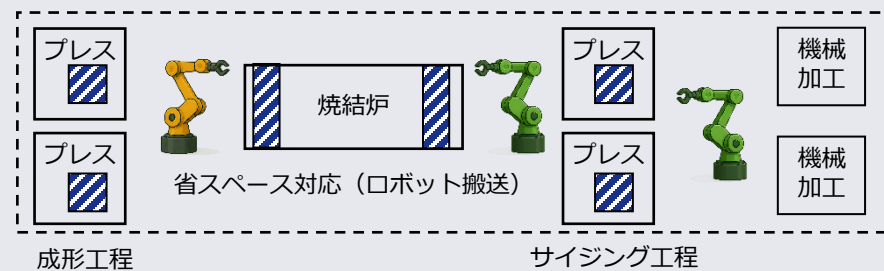 プレス
プレス
焼結炉
省スペース対応（ロボット搬送）
プレス
プレス
機械
加工
機械
加工
成形工程
サイジング工程